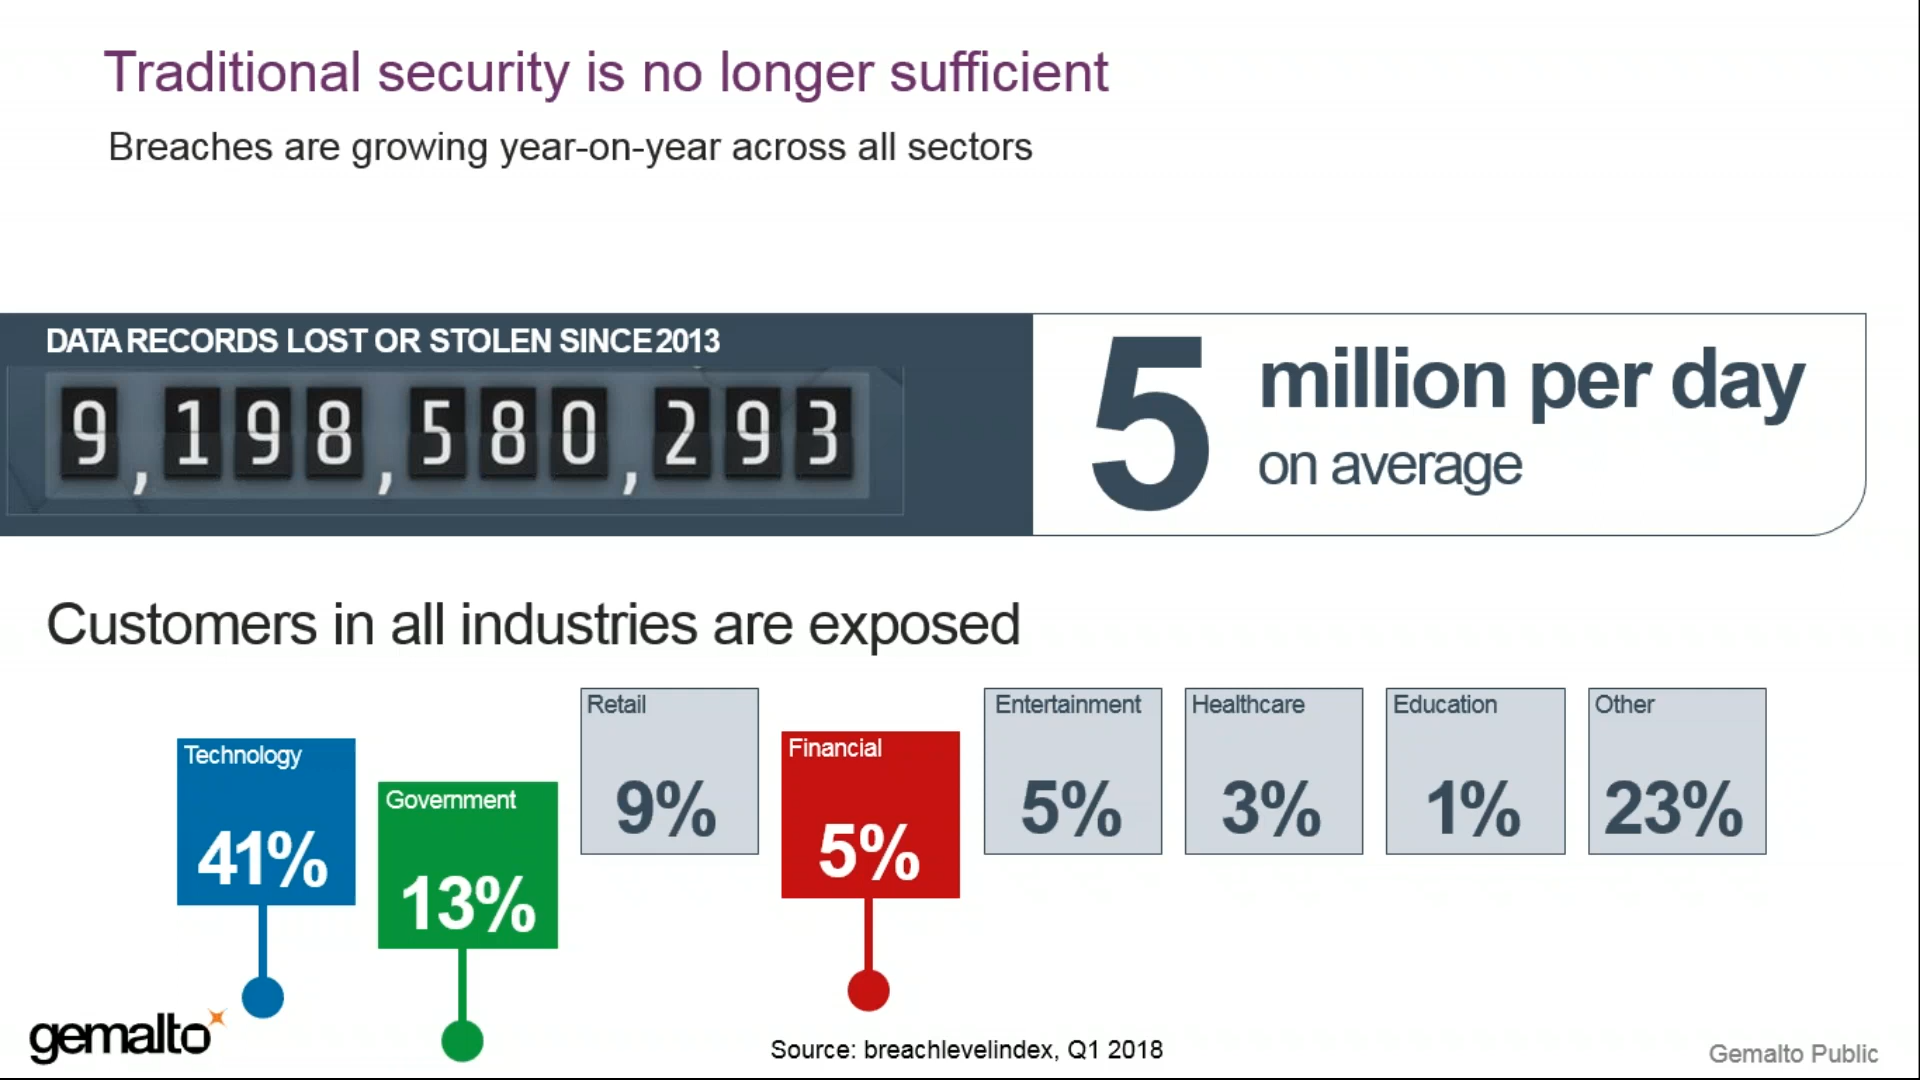 Traditional security is no longer sufficient
Breaches are growing year-on-year across all sectors
DATA RECORDS LOST OR STOLEN SINCE 2013
9,198,580,293
5 million per day
on average
Customers in all industries are exposed
Technology
41%
Government
13%
Retail
9%
Financial
5%
Entertainment
5%
Healthcare
3%
Education
1%
Other
23%
gemalto
Source: breachlevelindex, Q1 2018
Gemalto Public